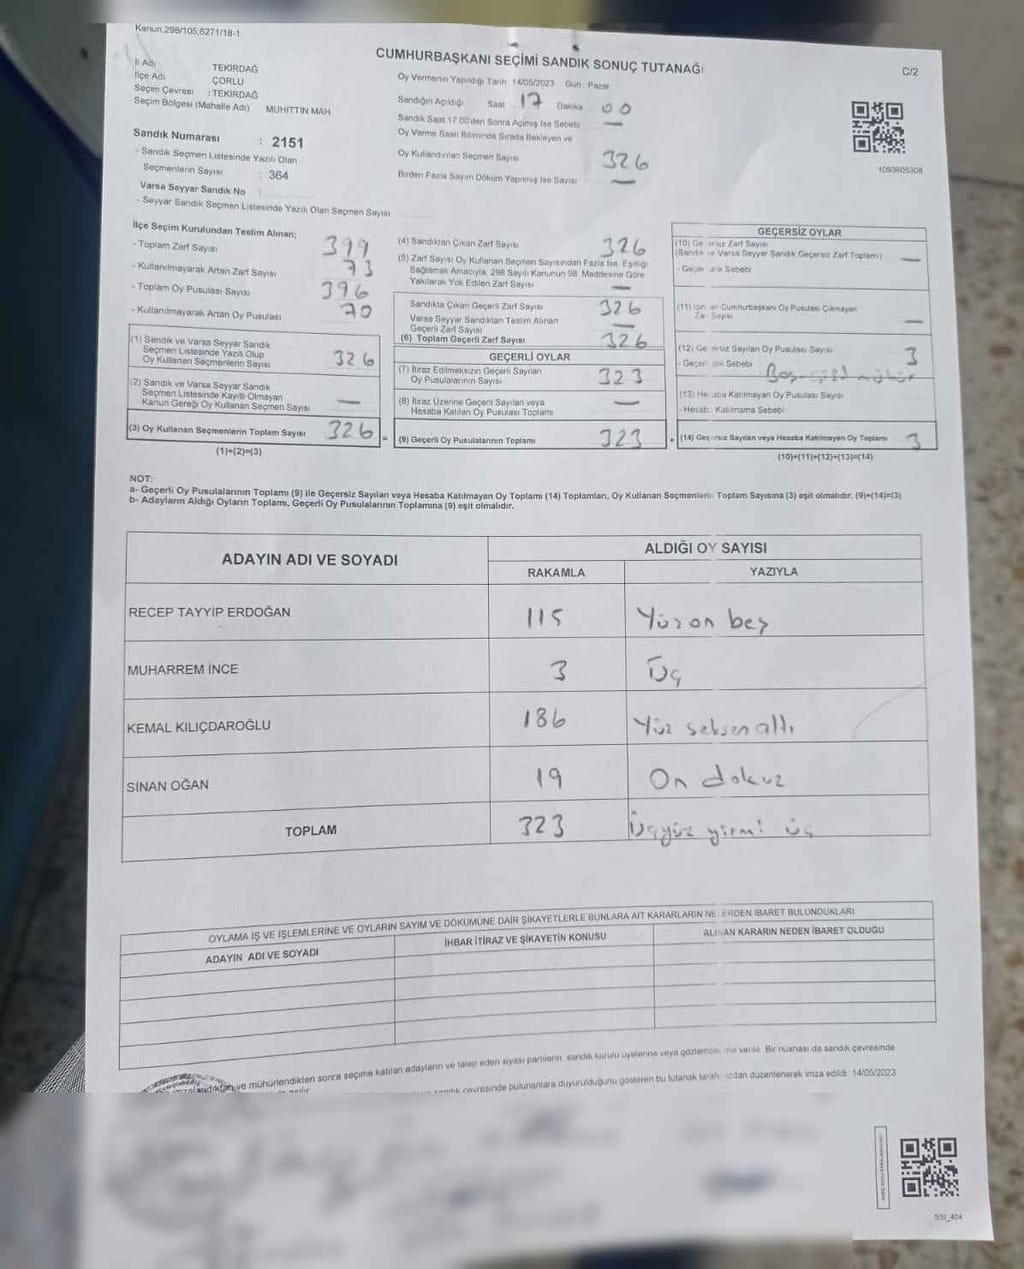 Kanun.298/105,6271/18-1
CUMHURBAŞKANI SEÇİMİ SANDIK SONUÇ TUTANAĞI
C/2
İl Adı TEKİRDAĞ
İlçe Adı ÇORLU
Seçim Çevresi : TEKİRDAĞ
Seçim Bölgesi (Mahalle Adı) MUHİTTİN MAH
Sandık Numarası : 2151
- Sandık Seçmen Listesinde Yazılı Olan
Seçmenlerin Sayısı : 364
Varsa Seyyar Sandık No :
- Seyyar Sandık Seçmen Listesinde Yazılı Olan Seçmen Sayısı
Oy Vermenin Yapıldığı Tarih 14/05/2023 Gün : Pazar
Sandığın Açıldığı Saat 17 Dakika 00
Sandık Saat 17.00'den Sonra Açılmış İse Sebebi —
Oy Verme Saati Bitiminde Sırada Bekleyen ve
Oy Kullandırılan Seçmen Sayısı 326
Birden Fazla Sayım Döküm Yapılmış İse Sayısı —
1093605308
İlçe Seçim Kurulundan Teslim Alınan;
- Toplam Zarf Sayısı 399
- Kullanılmayarak Artan Zarf Sayısı 73
- Toplam Oy Pusulası Sayısı 396
- Kullanılmayarak Artan Oy Pusulası 70
(1) Sandık ve Varsa Seyyar Sandık
Seçmen Listesinde Yazılı Olup
Oy Kullanan Seçmenlerin Sayısı 326
(2) Sandık ve Varsa Seyyar Sandık
Seçmen Listesinde Kayıtlı Olmayan
Kanun Gereği Oy Kullanan Seçmen Sayısı —
(3) Oy Kullanan Seçmenlerin Toplam Sayısı 326 =
(1)+(2)=(3)
(4) Sandıktan Çıkan Zarf Sayısı 326
(5) Zarf Sayısı Oy Kullanan Seçmen Sayısından Fazla İse, Eşitliği
Sağlamak Amacıyla, 298 Sayılı Kanunun 98. Maddesine Göre
Yakılarak Yok Edilen Zarf Sayısı —
Sandıkta Çıkan Geçerli Zarf Sayısı 326
Varsa Seyyar Sandıktan Teslim Alınan
Geçerli Zarf Sayısı —
(6) Toplam Geçerli Zarf Sayısı 326
GEÇERLİ OYLAR
(7) İtiraz Edilmeksizin Geçerli Sayılan
Oy Pusulalarının Sayısı 323
(8) İtiraz Üzerine Geçerli Sayılan veya
Hesaba Katılan Oy Pusulası Toplamı —
(9) Geçerli Oy Pusulalarının Toplamı 323 +
GEÇERSİZ OYLAR
(10) Geçersiz Zarf Sayısı
(Sandık ve Varsa Seyyar Sandık Geçersiz Zarf Toplamı) —
- Geçersizlik Sebebi
(11) Cumhurbaşkanı Oy Pusulası Çıkmayan
Zarf Sayısı —
(12) Geçersiz Sayılan Oy Pusulası Sayısı 3
- Geçersizlik Sebebi Boş-çift mühür
(13) Hesaba Katılmayan Oy Pusulası Sayısı
- Hesaba Katılmama Sebebi
(14) Geçersiz Sayılan veya Hesaba Katılmayan Oy Toplamı 3
(10)+(11)+(12)+(13)=(14)
NOT:
a- Geçerli Oy Pusulalarının Toplamı (9) ile Geçersiz Sayılan veya Hesaba Katılmayan Oy Toplamı (14) Toplamları, Oy Kullanan Seçmenlerin Toplam Sayısına (3) eşit olmalıdır. (9)+(14)=(3)
b- Adayların Aldığı Oyların Toplamı, Geçerli Oy Pusulalarının Toplamına (9) eşit olmalıdır.
ADAYIN ADI VE SOYADI ALDIĞI OY SAYISI
RAKAMLA YAZIYLA
RECEP TAYYİP ERDOĞAN 115 Yüz on beş
MUHARREM İNCE 3 Üç
KEMAL KILIÇDAROĞLU 186 Yüz seksen altı
SİNAN OĞAN 19 On dokuz
TOPLAM 323 Üçyüz yirmi üç
OYLAMA İŞ VE İŞLEMLERİNE VE OYLARIN SAYIM VE DÖKÜMÜNE DAİR ŞİKAYETLERLE BUNLARA AİT KARARLARIN NELERDEN İBARET BULUNDUKLARI
ADAYIN ADI VE SOYADI İHBAR İTİRAZ VE ŞİKAYETİN KONUSU ALINAN KARARIN NEDEN İBARET OLDUĞU
ve mühürlendikten sonra seçime katılan adayların ve talep eden siyasi partilerin sandık kurulu üyelerine veya gözlemcilerine verilir. Bir nüshası da sandık çevresinde
çevresinde bulunanlara duyurulduğunu gösteren bu tutanak tarafımızdan düzenlenerek imza edildi. 14/05/2023
SSI_404